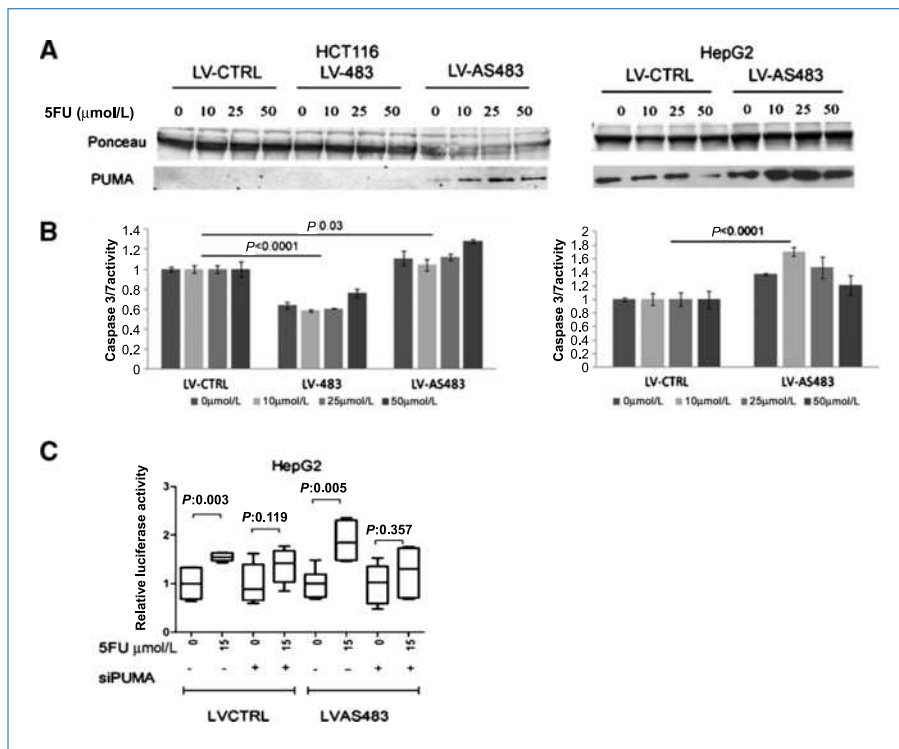 A
HCT116
HepG2
LV-CTRL LV-483 LV-AS483
LV-CTRL LV-AS483
5FU (µmol/L) 0 10 25 50 0 10 25 50 0 10 25 50
0 10 25 50 0 10 25 50
Ponceau
PUMA
B
P:0.03
P<0.0001
Caspase 3/7activity
1.4
1.2
1
0.8
0.6
0.4
0.2
0
LV-CTRL LV-483 LV-AS483
0µmol/L 10µmol/L 25µmol/L 50µmol/L
P<0.0001
Caspase 3/7activity
2
1.8
1.6
1.4
1.2
1
0.8
0.6
0.4
0.2
0
LV-CTRL LV-AS483
0µmol/L 10µmol/L 25µmol/L 50µmol/L
C
HepG2
Relative luciferase activity
3
2
1
0
P:0.003
P:0.119
P:0.005
P:0.357
5FU µmol/L 0 15 0 15 0 15 0 15
siPUMA - - + + - - + +
LVCTRL LVAS483